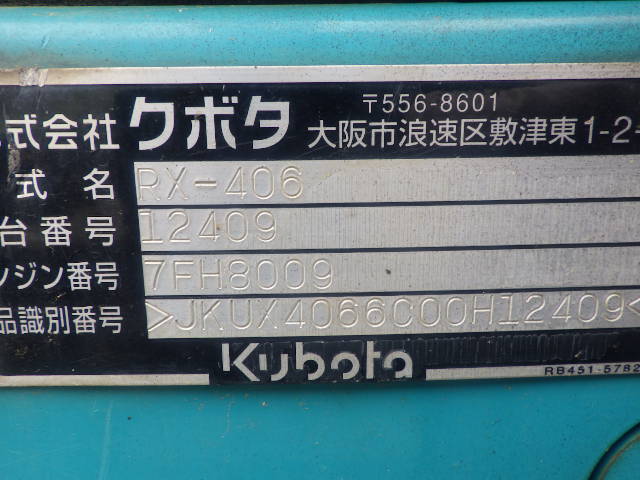 式会社 クボタ
〒556-8601
大阪市浪速区敷津東1-2-
式 名 RX-406
台番号 12409
ンジン番号 7FH8009
品識別番号 >JKUX4066C00H12409<
Kubota
RB451-5782